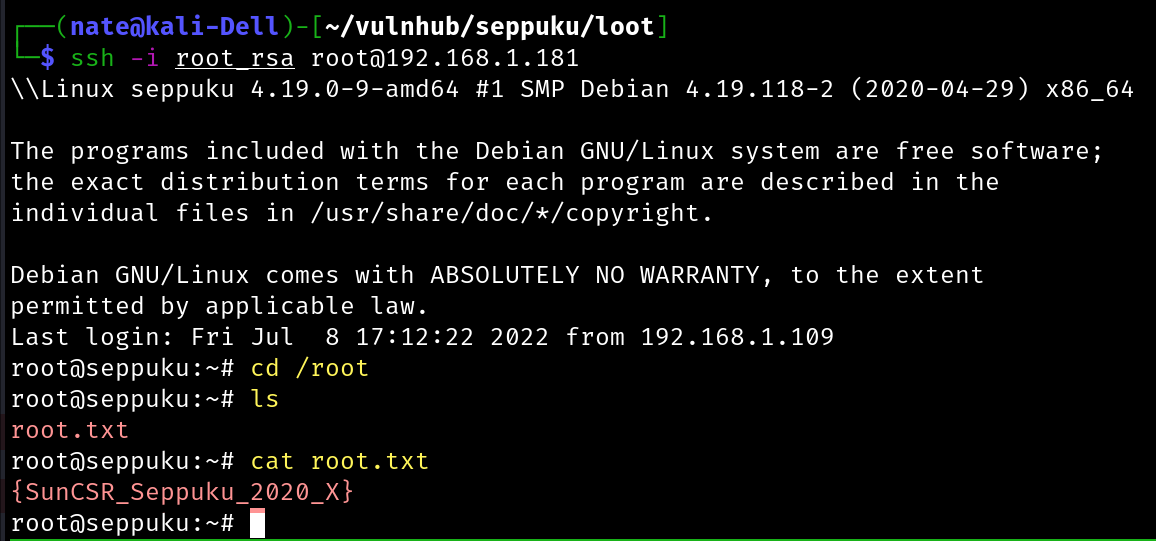 ┌──(nate@kali-Dell)-[~/vulnhub/seppuku/loot]
└─$ ssh -i root_rsa root@192.168.1.181
\\Linux seppuku 4.19.0-9-amd64 #1 SMP Debian 4.19.118-2 (2020-04-29) x86_64
The programs included with the Debian GNU/Linux system are free software;
the exact distribution terms for each program are described in the
individual files in /usr/share/doc/*/copyright.
Debian GNU/Linux comes with ABSOLUTELY NO WARRANTY, to the extent
permitted by applicable law.
Last login: Fri Jul  8 17:12:22 2022 from 192.168.1.109
root@seppuku:~# cd /root
root@seppuku:~# ls
root.txt
root@seppuku:~# cat root.txt
{SunCSR_Seppuku_2020_X}
root@seppuku:~#